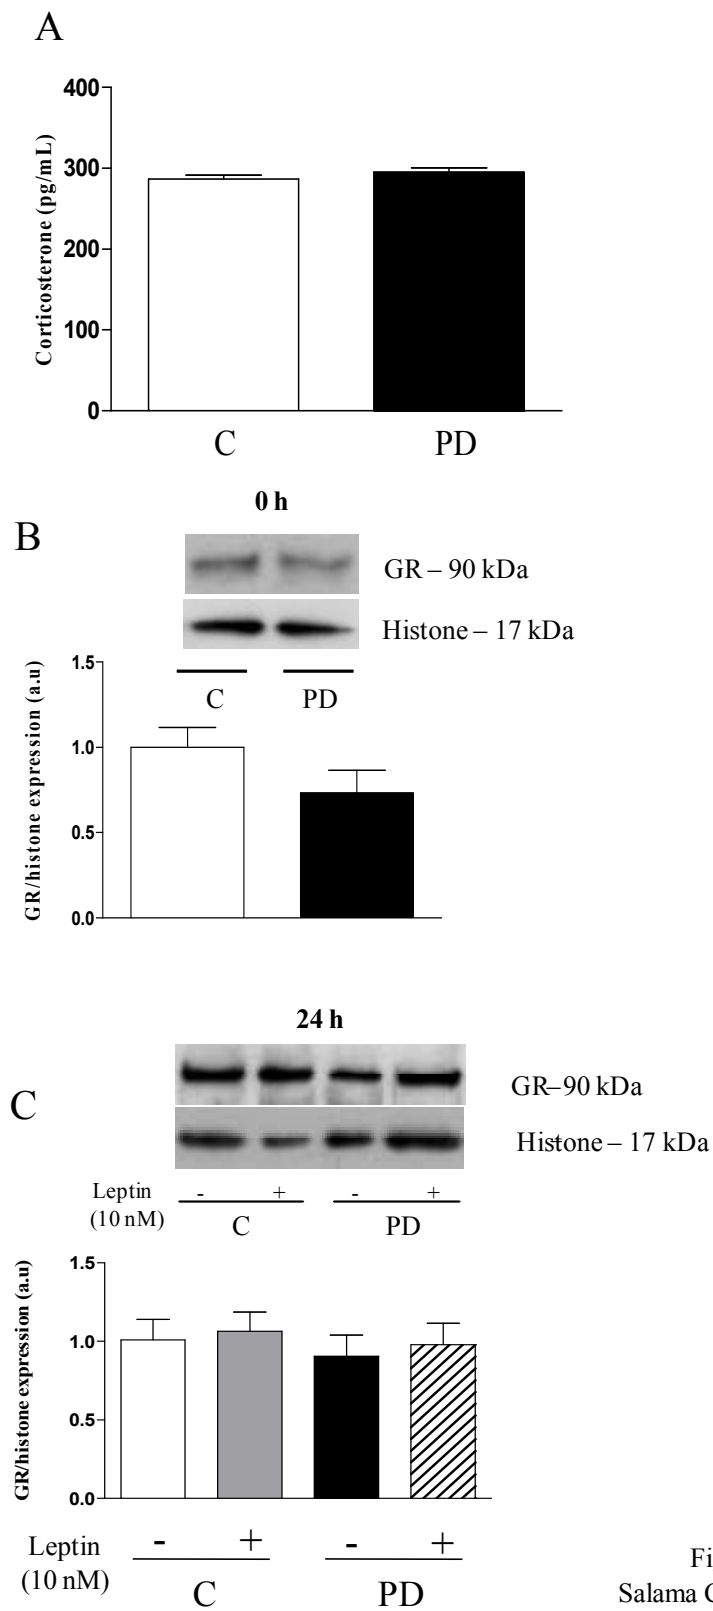 A
400
300
200
100
0
Corticosterone (pg/mL)
C PD
0 h
B
GR – 90 kDa
Histone – 17 kDa
C PD
1.5
1.0
0.5
0.0
GR/histone expression (a.u)
24 h
C
GR–90 kDa
Histone – 17 kDa
Leptin - + - +
(10 nM)
C PD
1.5
1.0
0.5
0.0
GR/histone expression (a.u)
Leptin - + - +
(10 nM)
C PD
Fi
Salama C